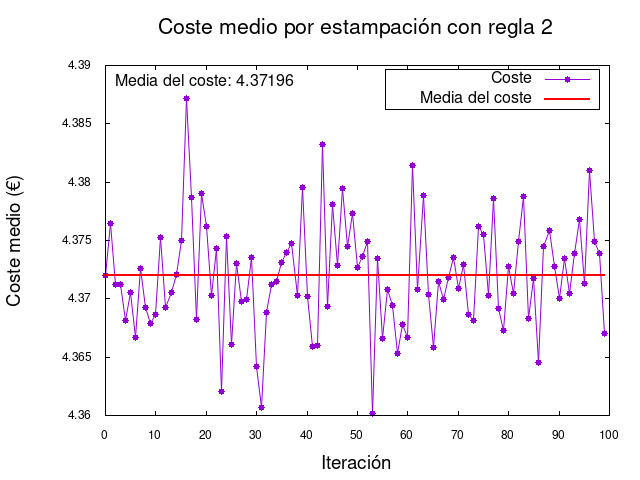 Coste medio por estampación con regla 2
Media del coste: 4.37196
Coste
Media del coste
Coste medio (€)
4.39
4.385
4.38
4.375
4.37
4.365
4.36
0 10 20 30 40 50 60 70 80 90 100
Iteración